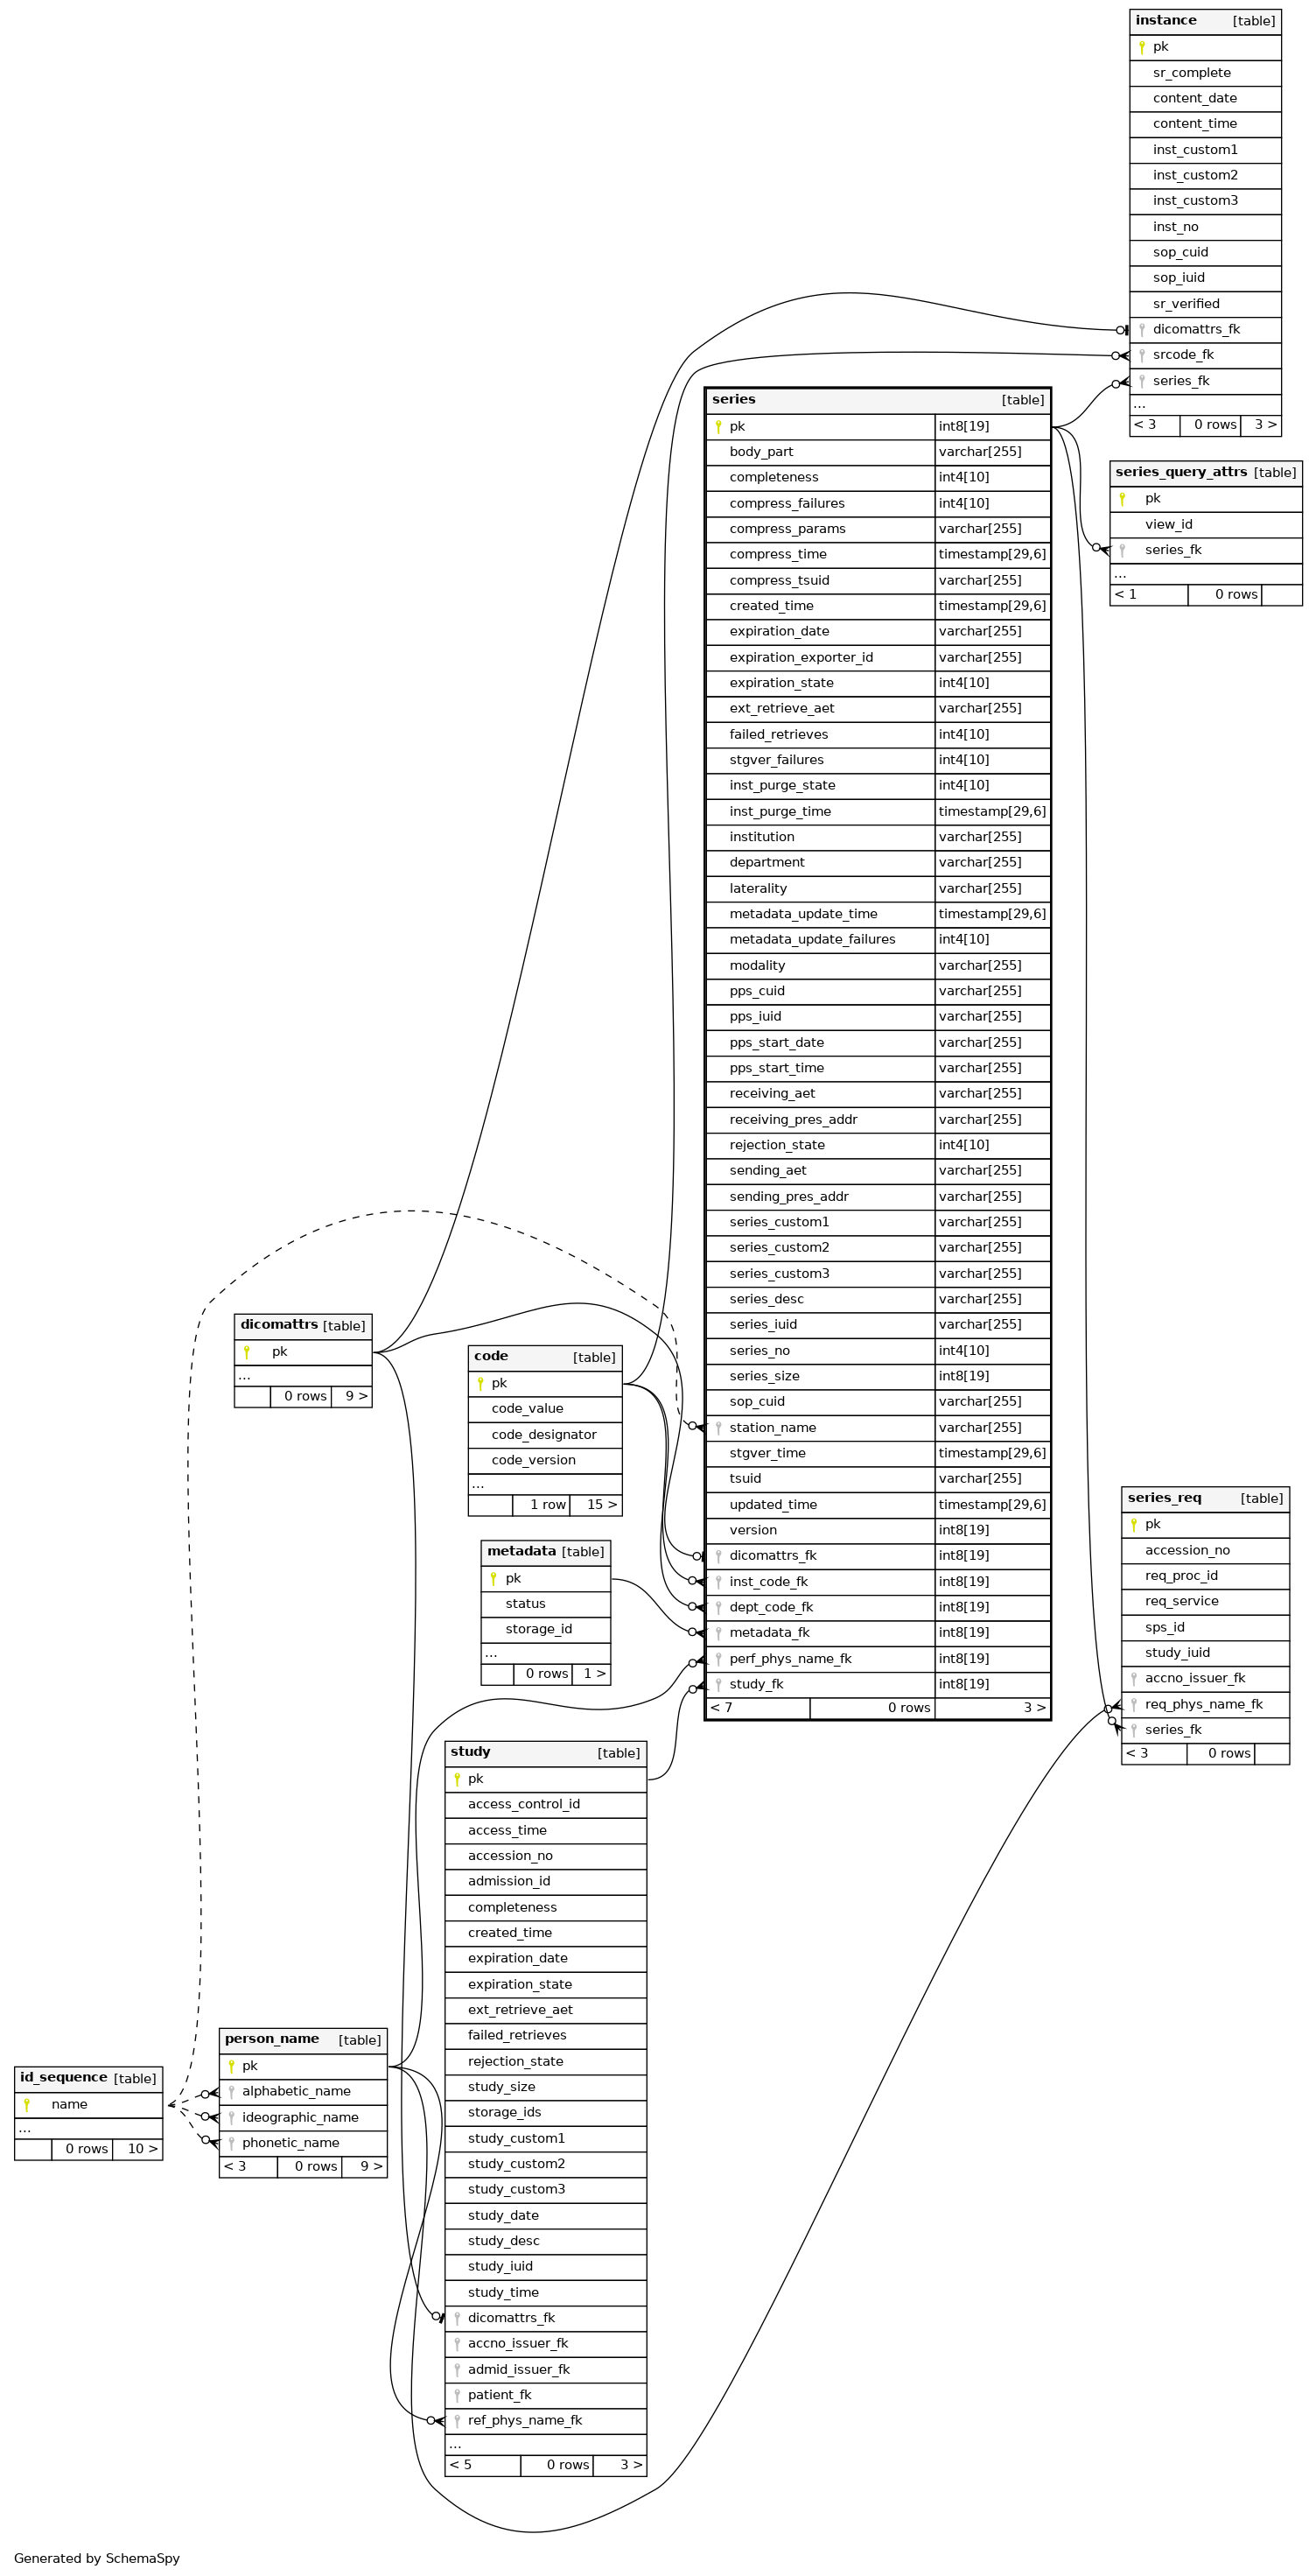 instance [table]
pk
sr_complete
content_date
content_time
inst_custom1
inst_custom2
inst_custom3
inst_no
sop_cuid
sop_iuid
sr_verified
dicomattrs_fk
srcode_fk
series_fk
...
< 3 0 rows 3 >
series [table]
pk int8[19]
body_part varchar[255]
completeness int4[10]
compress_failures int4[10]
compress_params varchar[255]
compress_time timestamp[29,6]
compress_tsuid varchar[255]
created_time timestamp[29,6]
expiration_date varchar[255]
expiration_exporter_id varchar[255]
expiration_state int4[10]
ext_retrieve_aet varchar[255]
failed_retrieves int4[10]
stgver_failures int4[10]
inst_purge_state int4[10]
inst_purge_time timestamp[29,6]
institution varchar[255]
department varchar[255]
laterality varchar[255]
metadata_update_time timestamp[29,6]
metadata_update_failures int4[10]
modality varchar[255]
pps_cuid varchar[255]
pps_iuid varchar[255]
pps_start_date varchar[255]
pps_start_time varchar[255]
receiving_aet varchar[255]
receiving_pres_addr varchar[255]
rejection_state int4[10]
sending_aet varchar[255]
sending_pres_addr varchar[255]
series_custom1 varchar[255]
series_custom2 varchar[255]
series_custom3 varchar[255]
series_desc varchar[255]
series_iuid varchar[255]
series_no int4[10]
series_size int8[19]
sop_cuid varchar[255]
station_name varchar[255]
stgver_time timestamp[29,6]
tsuid varchar[255]
updated_time timestamp[29,6]
version int8[19]
dicomattrs_fk int8[19]
inst_code_fk int8[19]
dept_code_fk int8[19]
metadata_fk int8[19]
perf_phys_name_fk int8[19]
study_fk int8[19]
< 7 0 rows 3 >
series_query_attrs [table]
pk
view_id
series_fk
...
< 1 0 rows
dicomattrs [table]
pk
...
0 rows 9 >
code [table]
pk
code_value
code_designator
code_version
...
1 row 15 >
metadata [table]
pk
status
storage_id
...
0 rows 1 >
series_req [table]
pk
accession_no
req_proc_id
req_service
sps_id
study_iuid
accno_issuer_fk
req_phys_name_fk
series_fk
< 3 0 rows
study [table]
pk
access_control_id
access_time
accession_no
admission_id
completeness
created_time
expiration_date
expiration_state
ext_retrieve_aet
failed_retrieves
rejection_state
study_size
storage_ids
study_custom1
study_custom2
study_custom3
study_date
study_desc
study_iuid
study_time
dicomattrs_fk
accno_issuer_fk
admid_issuer_fk
patient_fk
ref_phys_name_fk
...
< 5 0 rows 3 >
person_name [table]
pk
alphabetic_name
ideographic_name
phonetic_name
< 3 0 rows 9 >
id_sequence [table]
name
...
0 rows 10 >
Generated by SchemaSpy